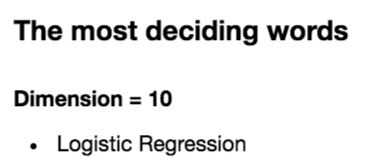 The most deciding words
Dimension = 10
• Logistic Regression